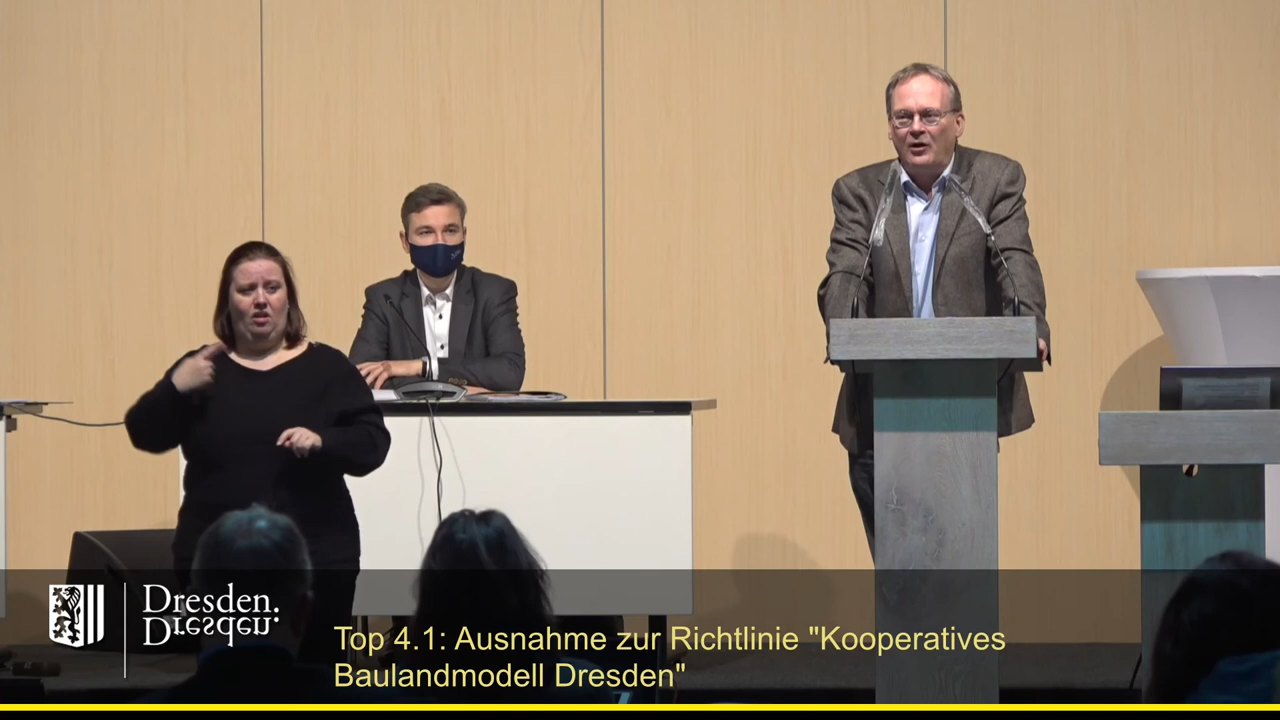 Dresden.
Dresden.
Top 4.1: Ausnahme zur Richtlinie "Kooperatives
Baulandmodell Dresden"